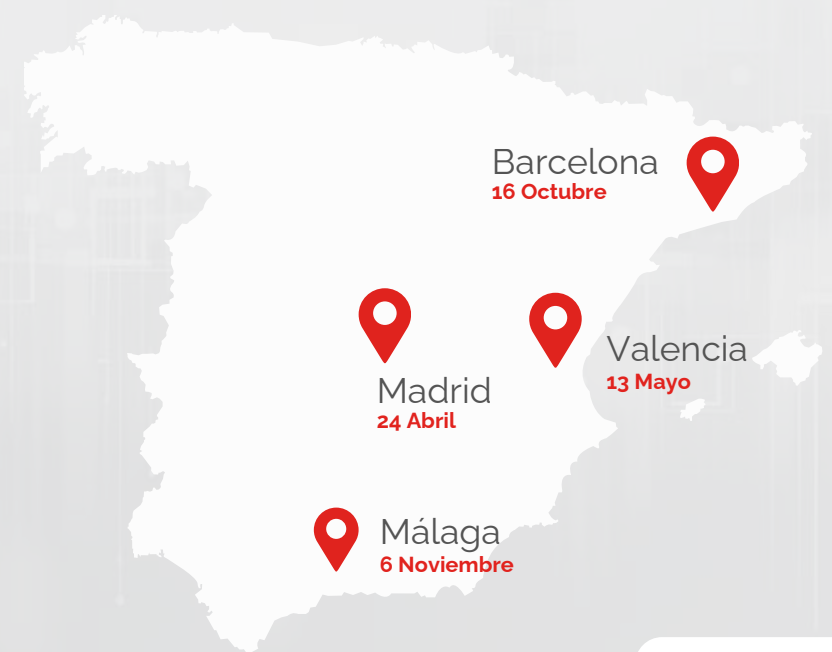 Barcelona
16 Octubre
Madrid
24 Abril
Valencia
13 Mayo
Málaga
6 Noviembre